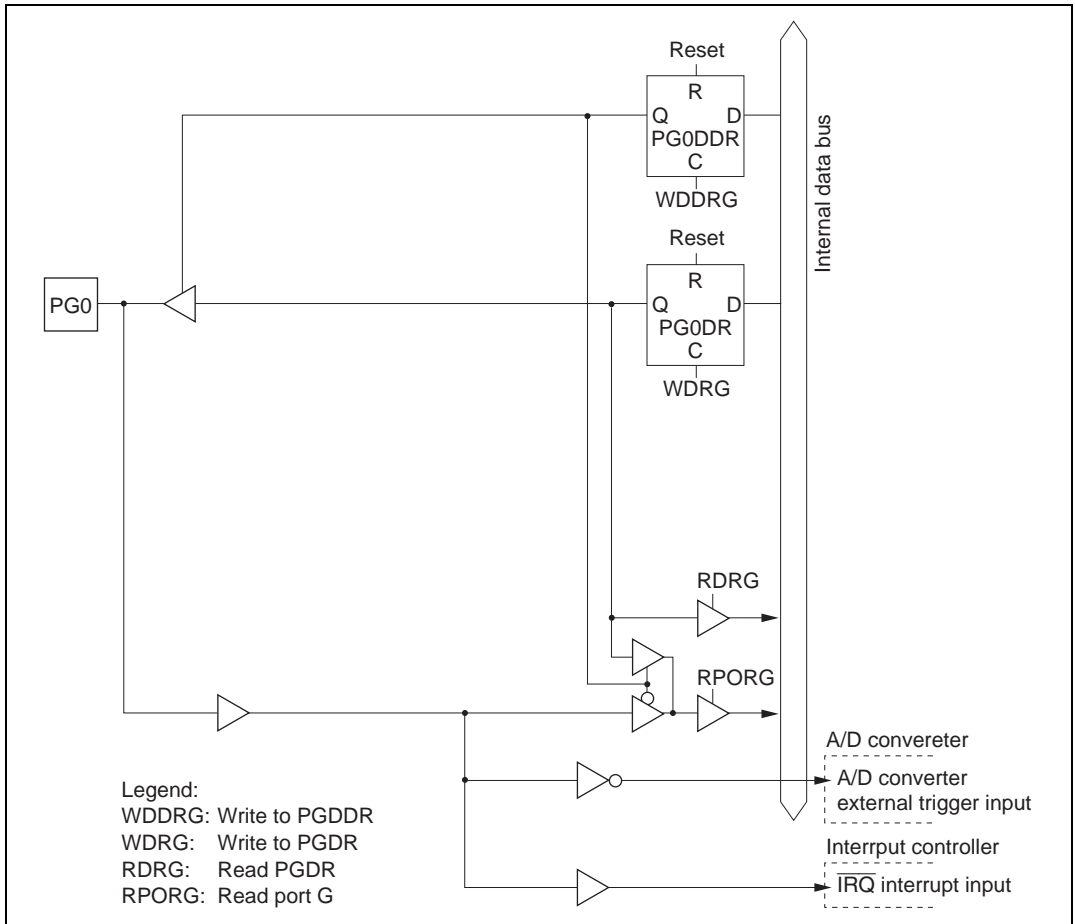 Reset
R
Q D
PG0DDR
C
WDDRG
Internal data bus
Reset
R
PG0
Q D
PG0DR
C
WDRG
RDRG
RPORG
A/D convereter
A/D converter
external trigger input
Interrput controller
IRQ interrupt input
Legend:
WDDRG: Write to PGDDR
WDRG: Write to PGDR
RDRG: Read PGDR
RPORG: Read port G